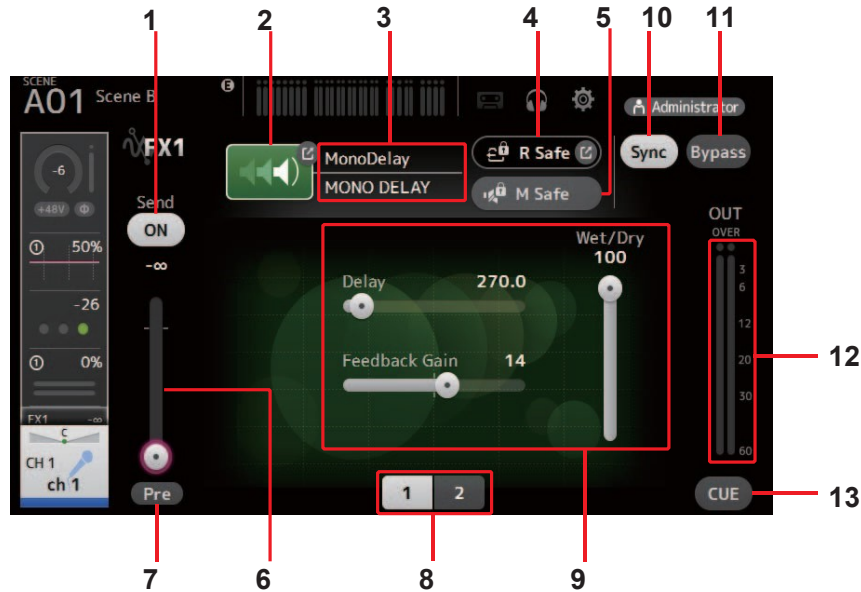 1 2 3 4 5 10 11
SCENE
A01 Scene B
E
Administrator
FX1
MonoDelay
MONO DELAY
R Safe
M Safe
Sync
Bypass
-6
+48V Φ
Send
ON
-∞
① 50%
-26
① 0%
FX1 -∞
C
CH 1
ch 1
Pre
Delay 270.0
Feedback Gain 14
Wet/Dry
100
1 2
OUT
OVER
3
6
12
20
30
60
CUE
12
13
7 6 8 9